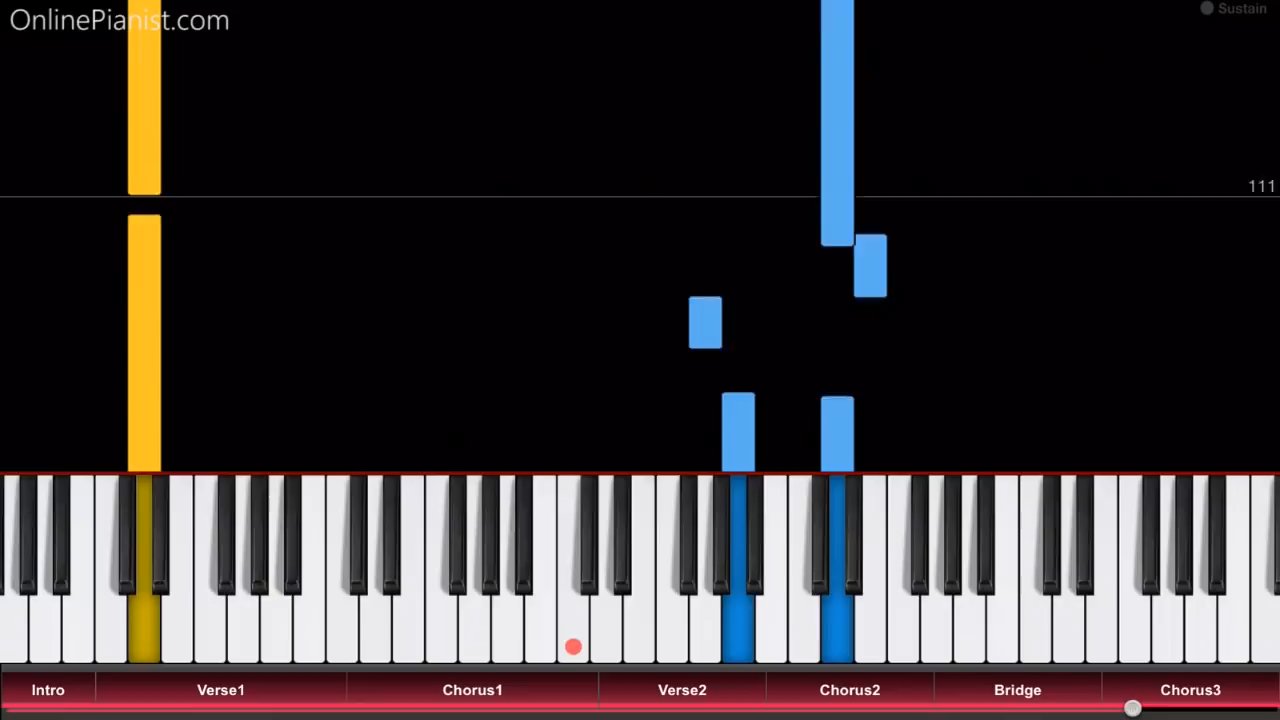 OnlinePianist.com
Sustain
111
Intro
Verse1
Chorus1
Verse2
Chorus2
Bridge
Chorus3